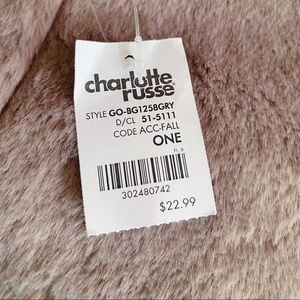 charlotte
russe
STYLE GO-BG1258GRY
D/CL 51-5111
CODE ACC-FALL
ONE
302480742
$22.99